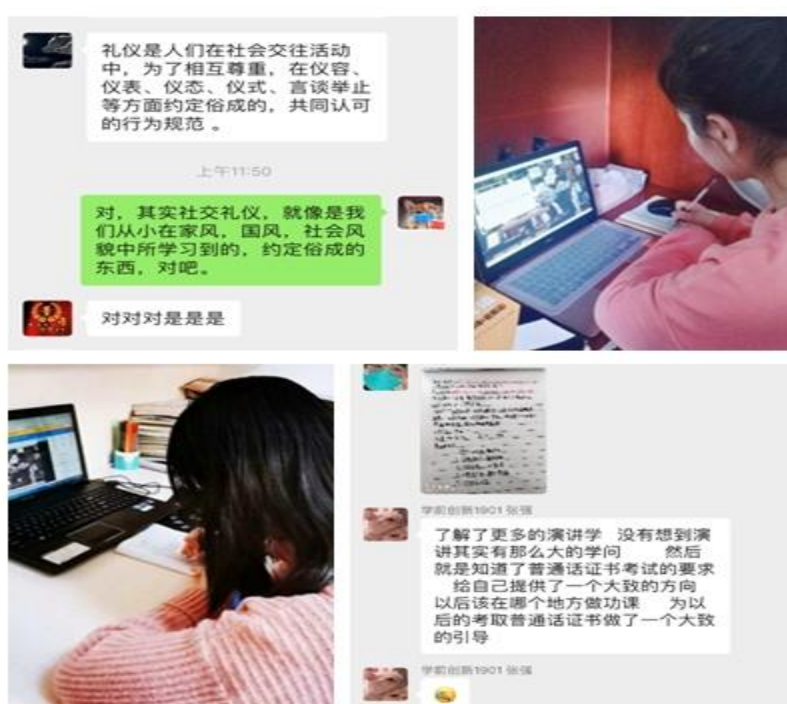 礼仪是人们在社会交往活动
中，为了相互尊重，在仪容、
仪表、仪态、仪式、言谈举止
等方面约定俗成的，共同认可
的行为规范 。
上午11:50
对，其实社交礼仪，就像是我
们从小在家风，国风，社会风
貌中所学习到的，约定俗成的
东西，对吧。
对对对是是是
学前创新1901 张强
了解了更多的演讲学 没有想到演
讲其实有那么大的学问 然后
就是知道了普通话证书考试的要求
给自己提供了一个大致的方向
以后该在哪个地方做功课 为以
后的考取普通话证书做了一个大致
的引导
学前创新1901 张强